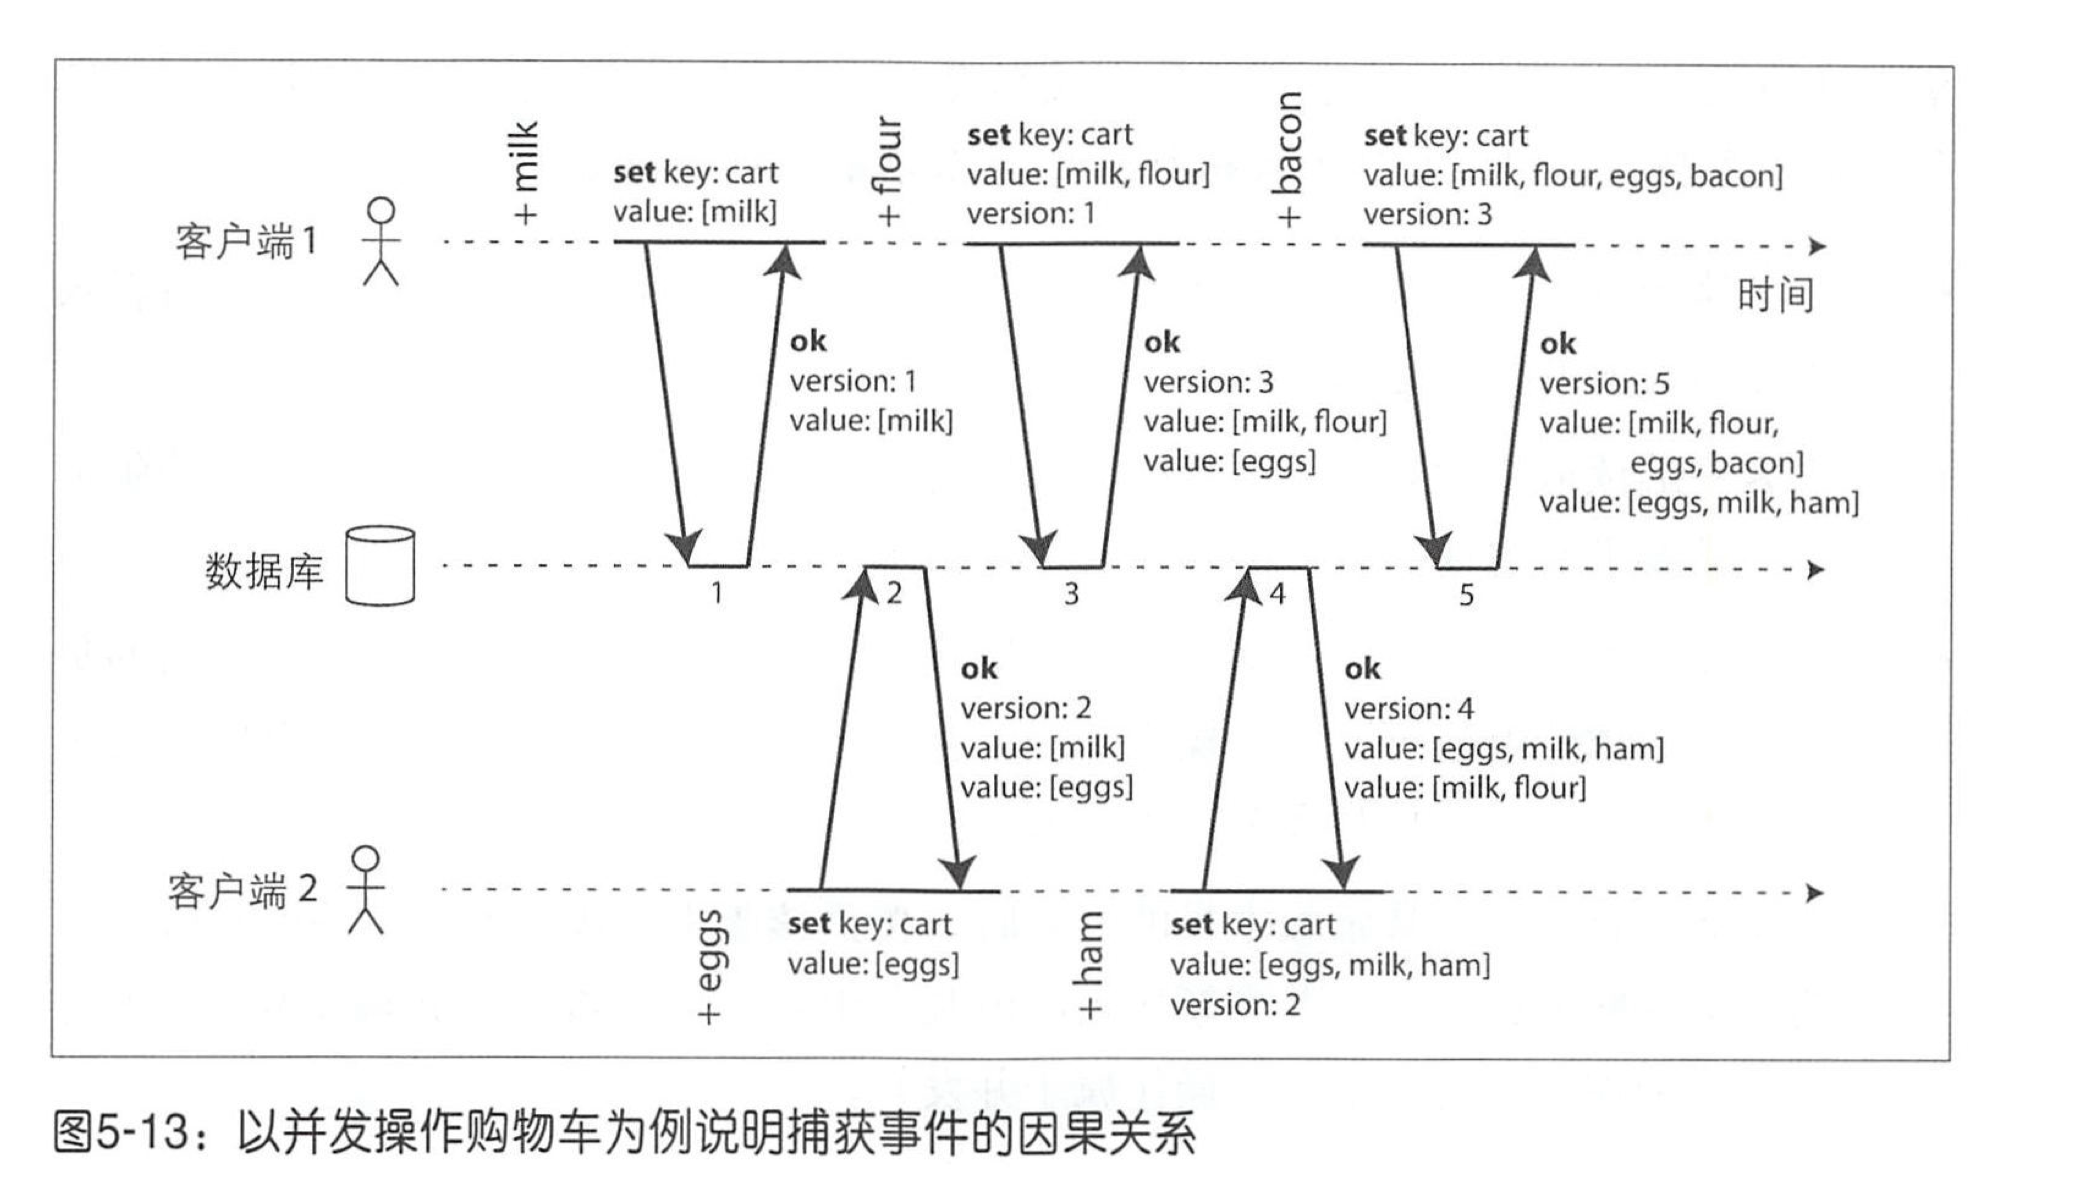 + milk
set key: cart
value: [milk]
+ flour
set key: cart
value: [milk, flour]
version: 1
+ bacon
set key: cart
value: [milk, flour, eggs, bacon]
version: 3
客户端1
时间
ok
version: 1
value: [milk]
ok
version: 3
value: [milk, flour]
value: [eggs]
ok
version: 5
value: [milk, flour,
eggs, bacon]
value: [eggs, milk, ham]
数据库
1
2
3
4
5
ok
version: 2
value: [milk]
value: [eggs]
ok
version: 4
value: [eggs, milk, ham]
value: [milk, flour]
客户端2
+ eggs
set key: cart
value: [eggs]
+ ham
set key: cart
value: [eggs, milk, ham]
version: 2
图5-13：以并发操作购物车为例说明捕获事件的因果关系